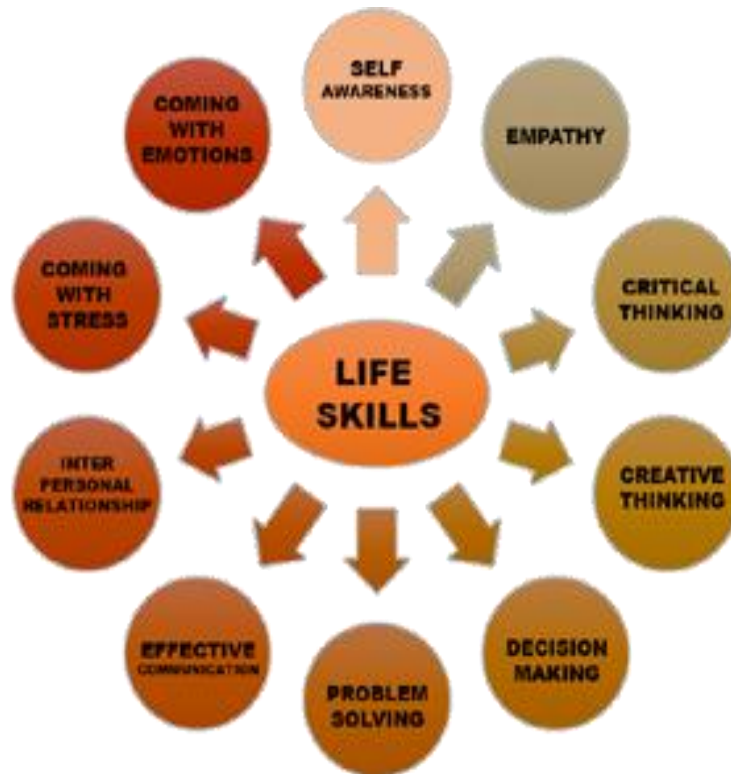 LIFE
SKILLS
SELF
AWARENESS
EMPATHY
CRITICAL
THINKING
CREATIVE
THINKING
DECISION
MAKING
PROBLEM
SOLVING
EFFECTIVE
COMMUNICATION
INTER
PERSONAL
RELATIONSHIP
COMING
WITH
STRESS
COMING
WITH
EMOTIONS